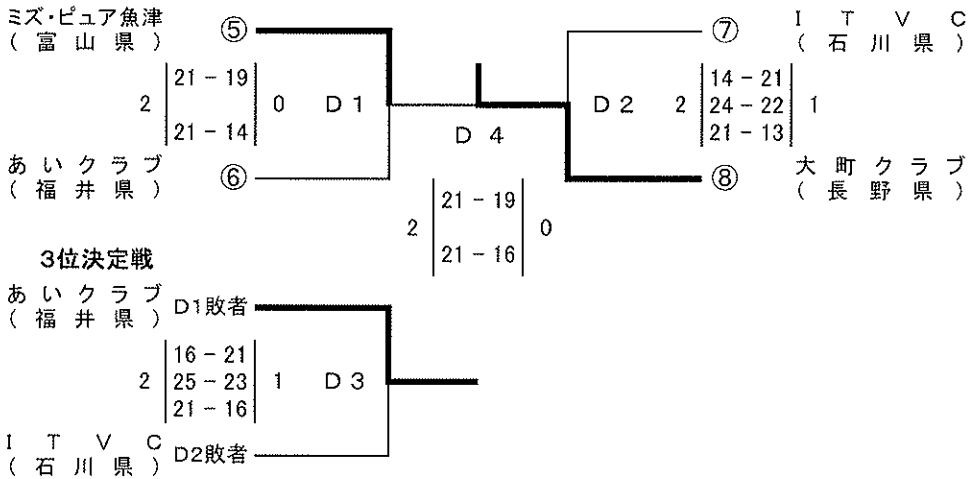 ミズ・ピュア魚津
(富山県)
⑤
2
21－19
21－14
0
D1
あいクラブ
(福井県)
⑥
D4
2
21－19
21－16
0
⑦
ITVC
(石川県)
D2
2
14－21
24－22
21－13
1
⑧
大町クラブ
(長野県)
3位決定戦
あいクラブ
(福井県)
D1敗者
2
16－21
25－23
21－16
1
D3
ITVC
(石川県)
D2敗者